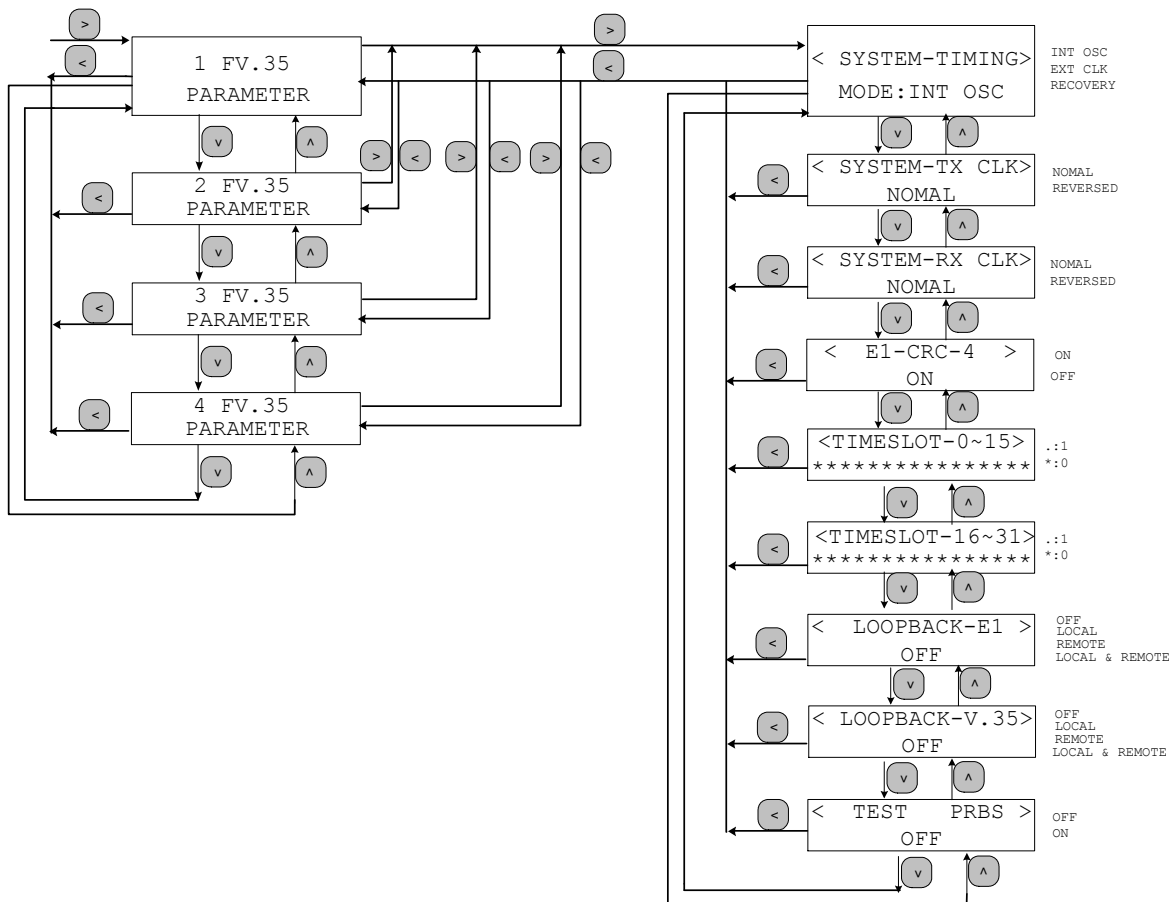 >
<
1 FV.35
PARAMETER
v
^
<
2 FV.35
PARAMETER
v
^
<
3 FV.35
PARAMETER
v
^
<
4 FV.35
PARAMETER
v
^
>
<
>
<
>
<
>
<
< SYSTEM-TIMING>
MODE:INT OSC
INT OSC
EXT CLK
RECOVERY
v
^
<
< SYSTEM-TX CLK>
NOMAL
NOMAL
REVERSED
v
^
<
< SYSTEM-RX CLK>
NOMAL
NOMAL
REVERSED
v
^
<
< E1-CRC-4 >
ON
ON
OFF
v
^
<
<TIMESLOT-0~15>
****************
.:1
*:0
v
^
<
<TIMESLOT-16~31>
****************
.:1
*:0
v
^
<
< LOOPBACK-E1 >
OFF
OFF
LOCAL
REMOTE
LOCAL & REMOTE
v
^
<
< LOOPBACK-V.35>
OFF
OFF
LOCAL
REMOTE
LOCAL & REMOTE
v
^
<
< TEST PRBS >
OFF
OFF
ON
v
^